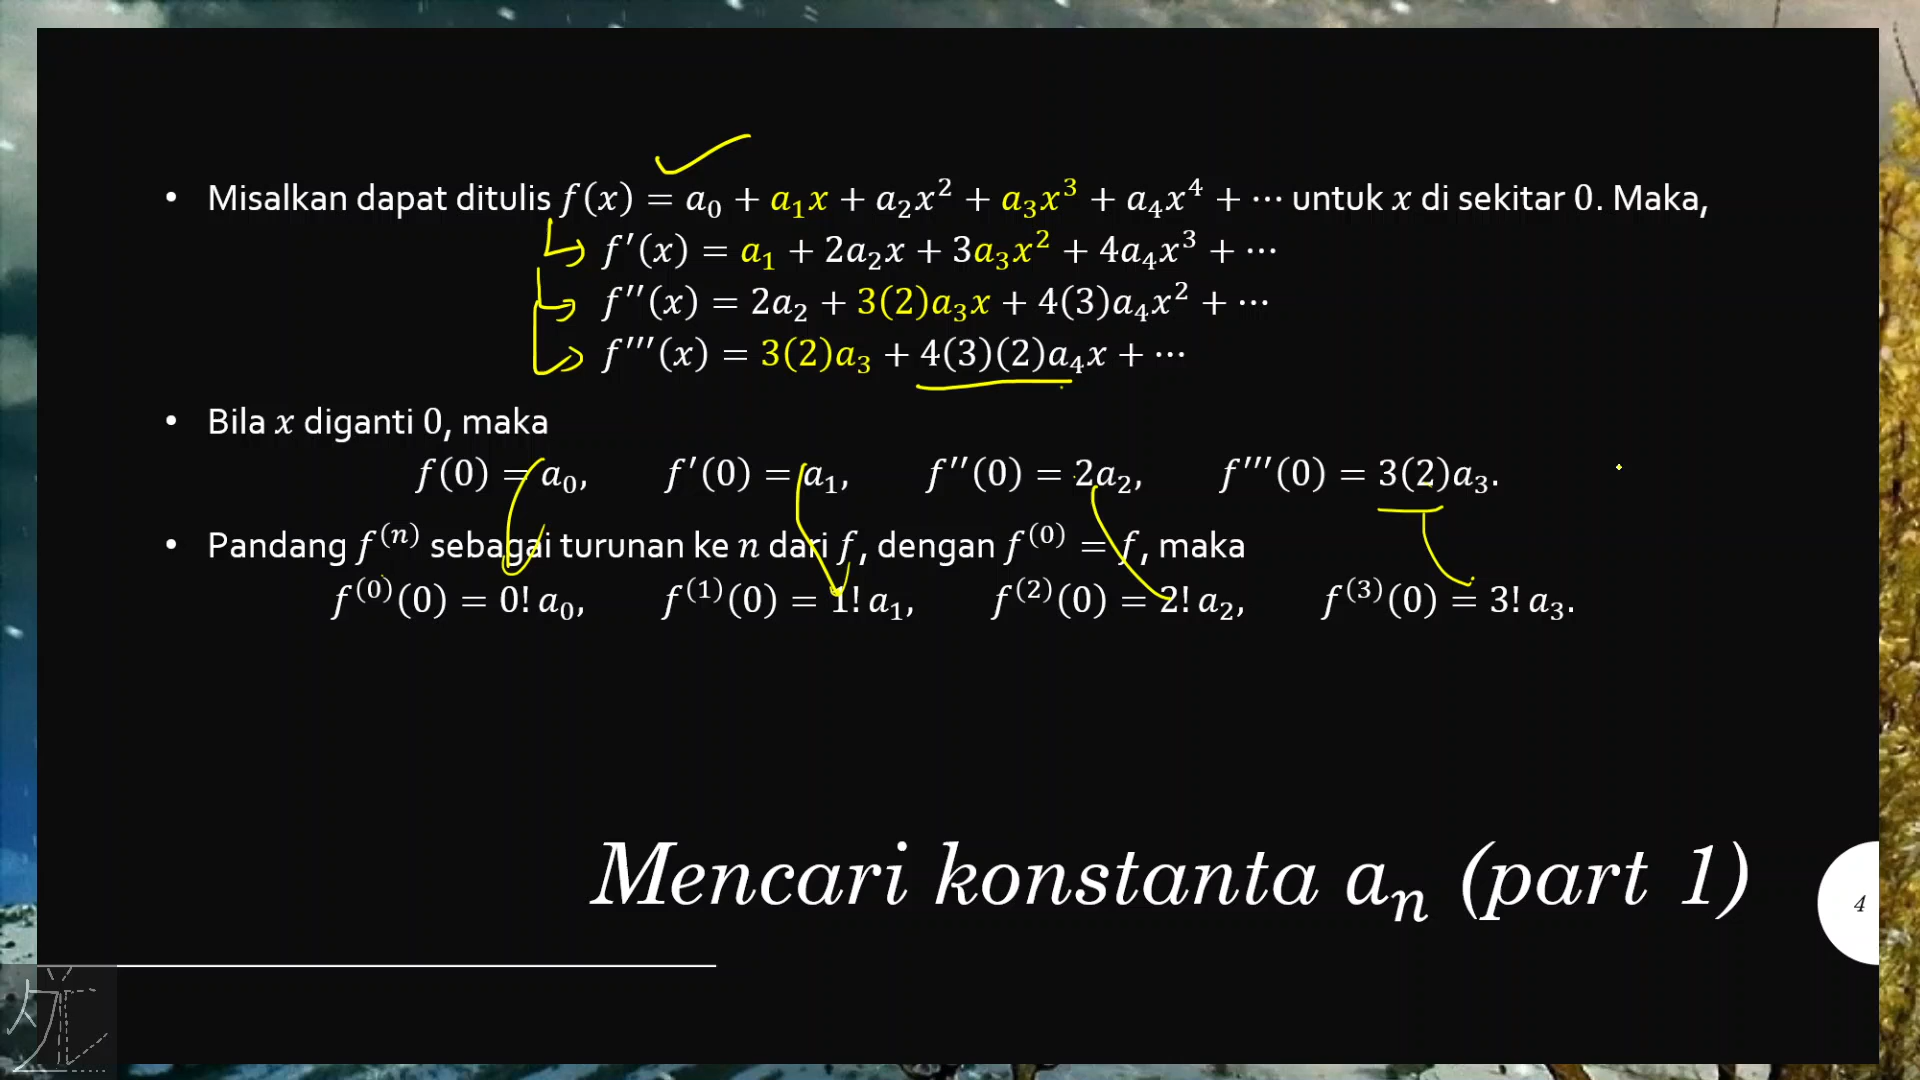 • Misalkan dapat ditulis f(x) = a₀ + a₁x + a₂x² + a₃x³ + a₄x⁴ + ⋯ untuk x di sekitar 0. Maka,
f′(x) = a₁ + 2a₂x + 3a₃x² + 4a₄x³ + ⋯
f′′(x) = 2a₂ + 3(2)a₃x + 4(3)a₄x² + ⋯
f′′′(x) = 3(2)a₃ + 4(3)(2)a₄x + ⋯
• Bila x diganti 0, maka
f(0) = a₀, f′(0) = a₁, f′′(0) = 2a₂, f′′′(0) = 3(2)a₃.
• Pandang f⁽ⁿ⁾ sebagai turunan ke n dari f, dengan f⁽⁰⁾ = f, maka
f⁽⁰⁾(0) = 0! a₀, f⁽¹⁾(0) = 1! a₁, f⁽²⁾(0) = 2! a₂, f⁽³⁾(0) = 3! a₃.
Mencari konstanta aₙ (part 1)
4